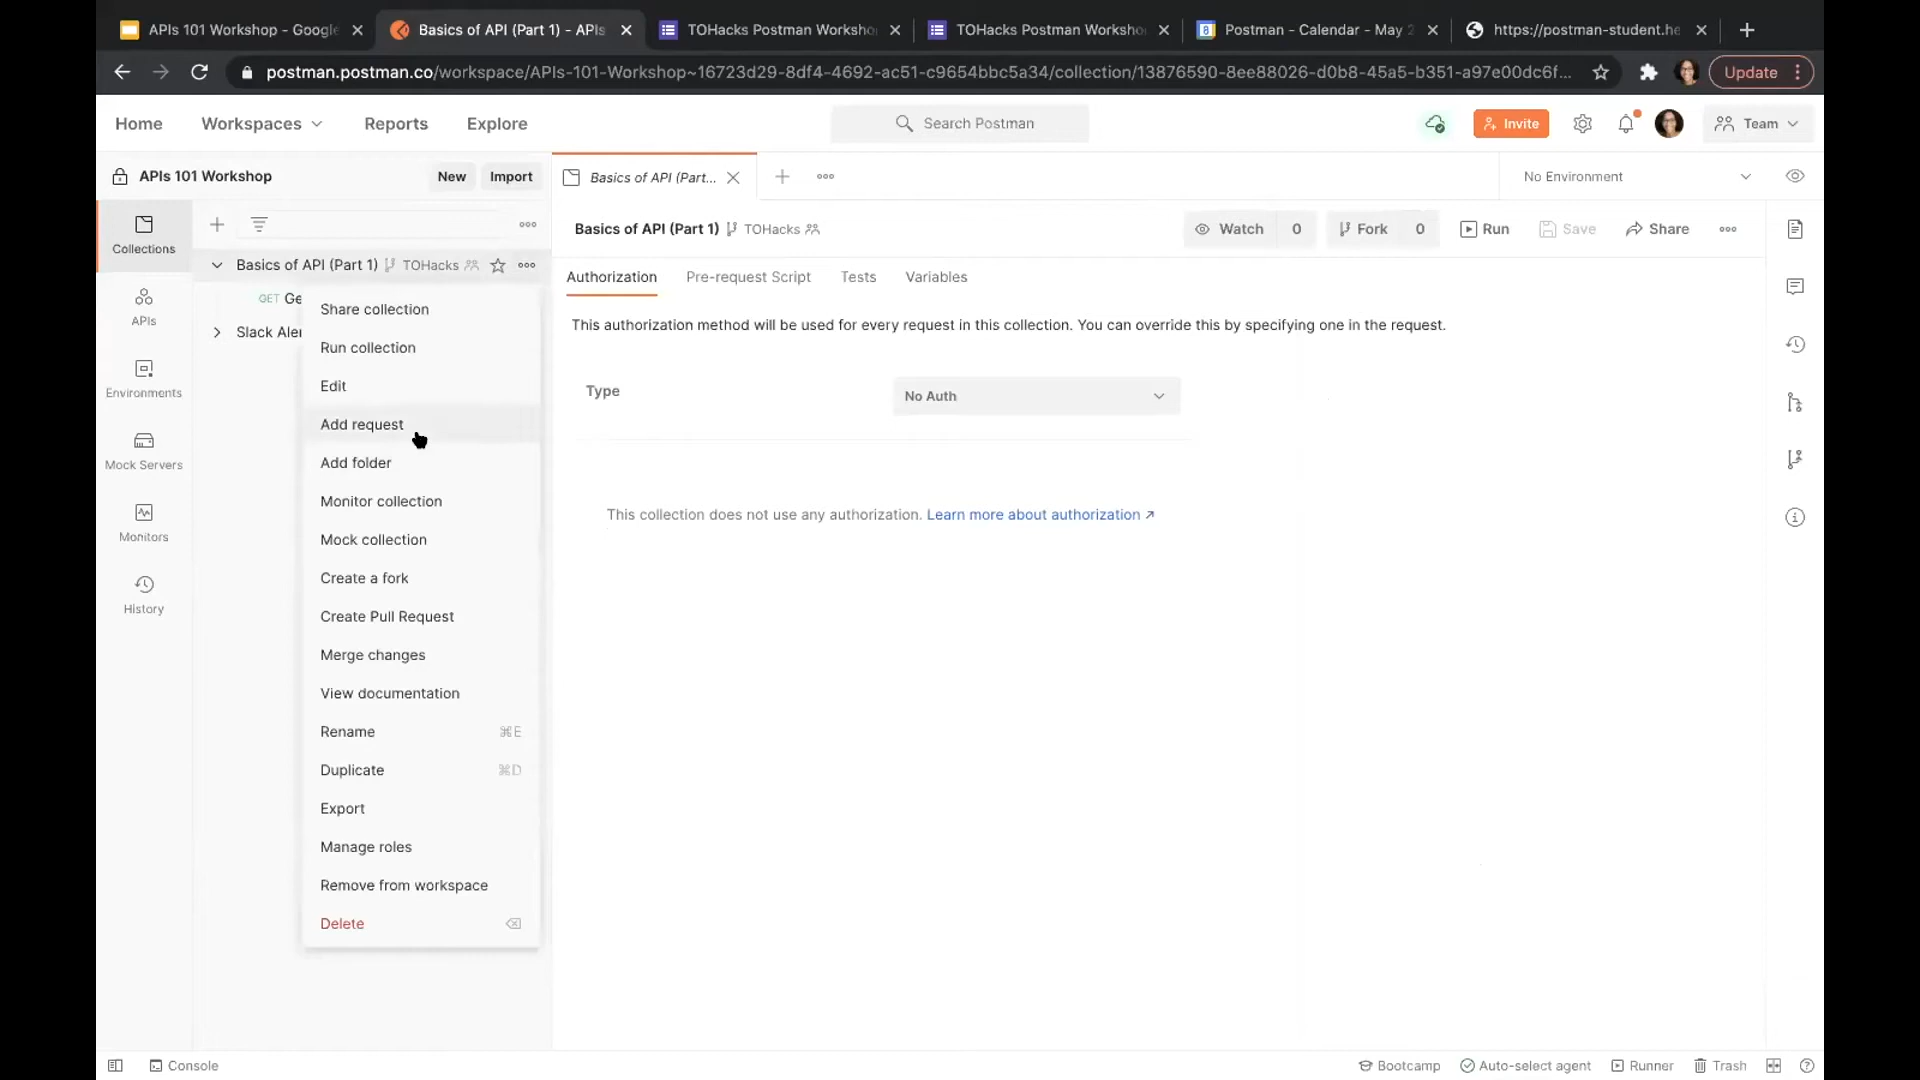 APIs 101 Workshop - Google
Basics of API (Part 1) - APIs
TOHacks Postman Worksho
TOHacks Postman Worksho
Postman - Calendar - May 2
https://postman-student.he
postman.postman.co/workspace/APIs-101-Workshop~16723d29-8df4-4692-ac51-c9654bbc5a34/collection/13876590-8ee88026-d0b8-45a5-b351-a97e00dc6f...
Update
Home
Workspaces
Reports
Explore
Search Postman
Invite
Team
APIs 101 Workshop
New
Import
Basics of API (Part...
No Environment
Collections
APIs
Environments
Mock Servers
Monitors
History
Basics of API (Part 1) TOHacks
GET Ge
Slack Aler
Share collection
Run collection
Edit
Add request
Add folder
Monitor collection
Mock collection
Create a fork
Create Pull Request
Merge changes
View documentation
Rename ⌘E
Duplicate ⌘D
Export
Manage roles
Remove from workspace
Delete
Basics of API (Part 1) TOHacks
Watch 0
Fork 0
Run
Save
Share
Authorization
Pre-request Script
Tests
Variables
This authorization method will be used for every request in this collection. You can override this by specifying one in the request.
Type
No Auth
This collection does not use any authorization. Learn more about authorization ↗
Console
Bootcamp
Auto-select agent
Runner
Trash